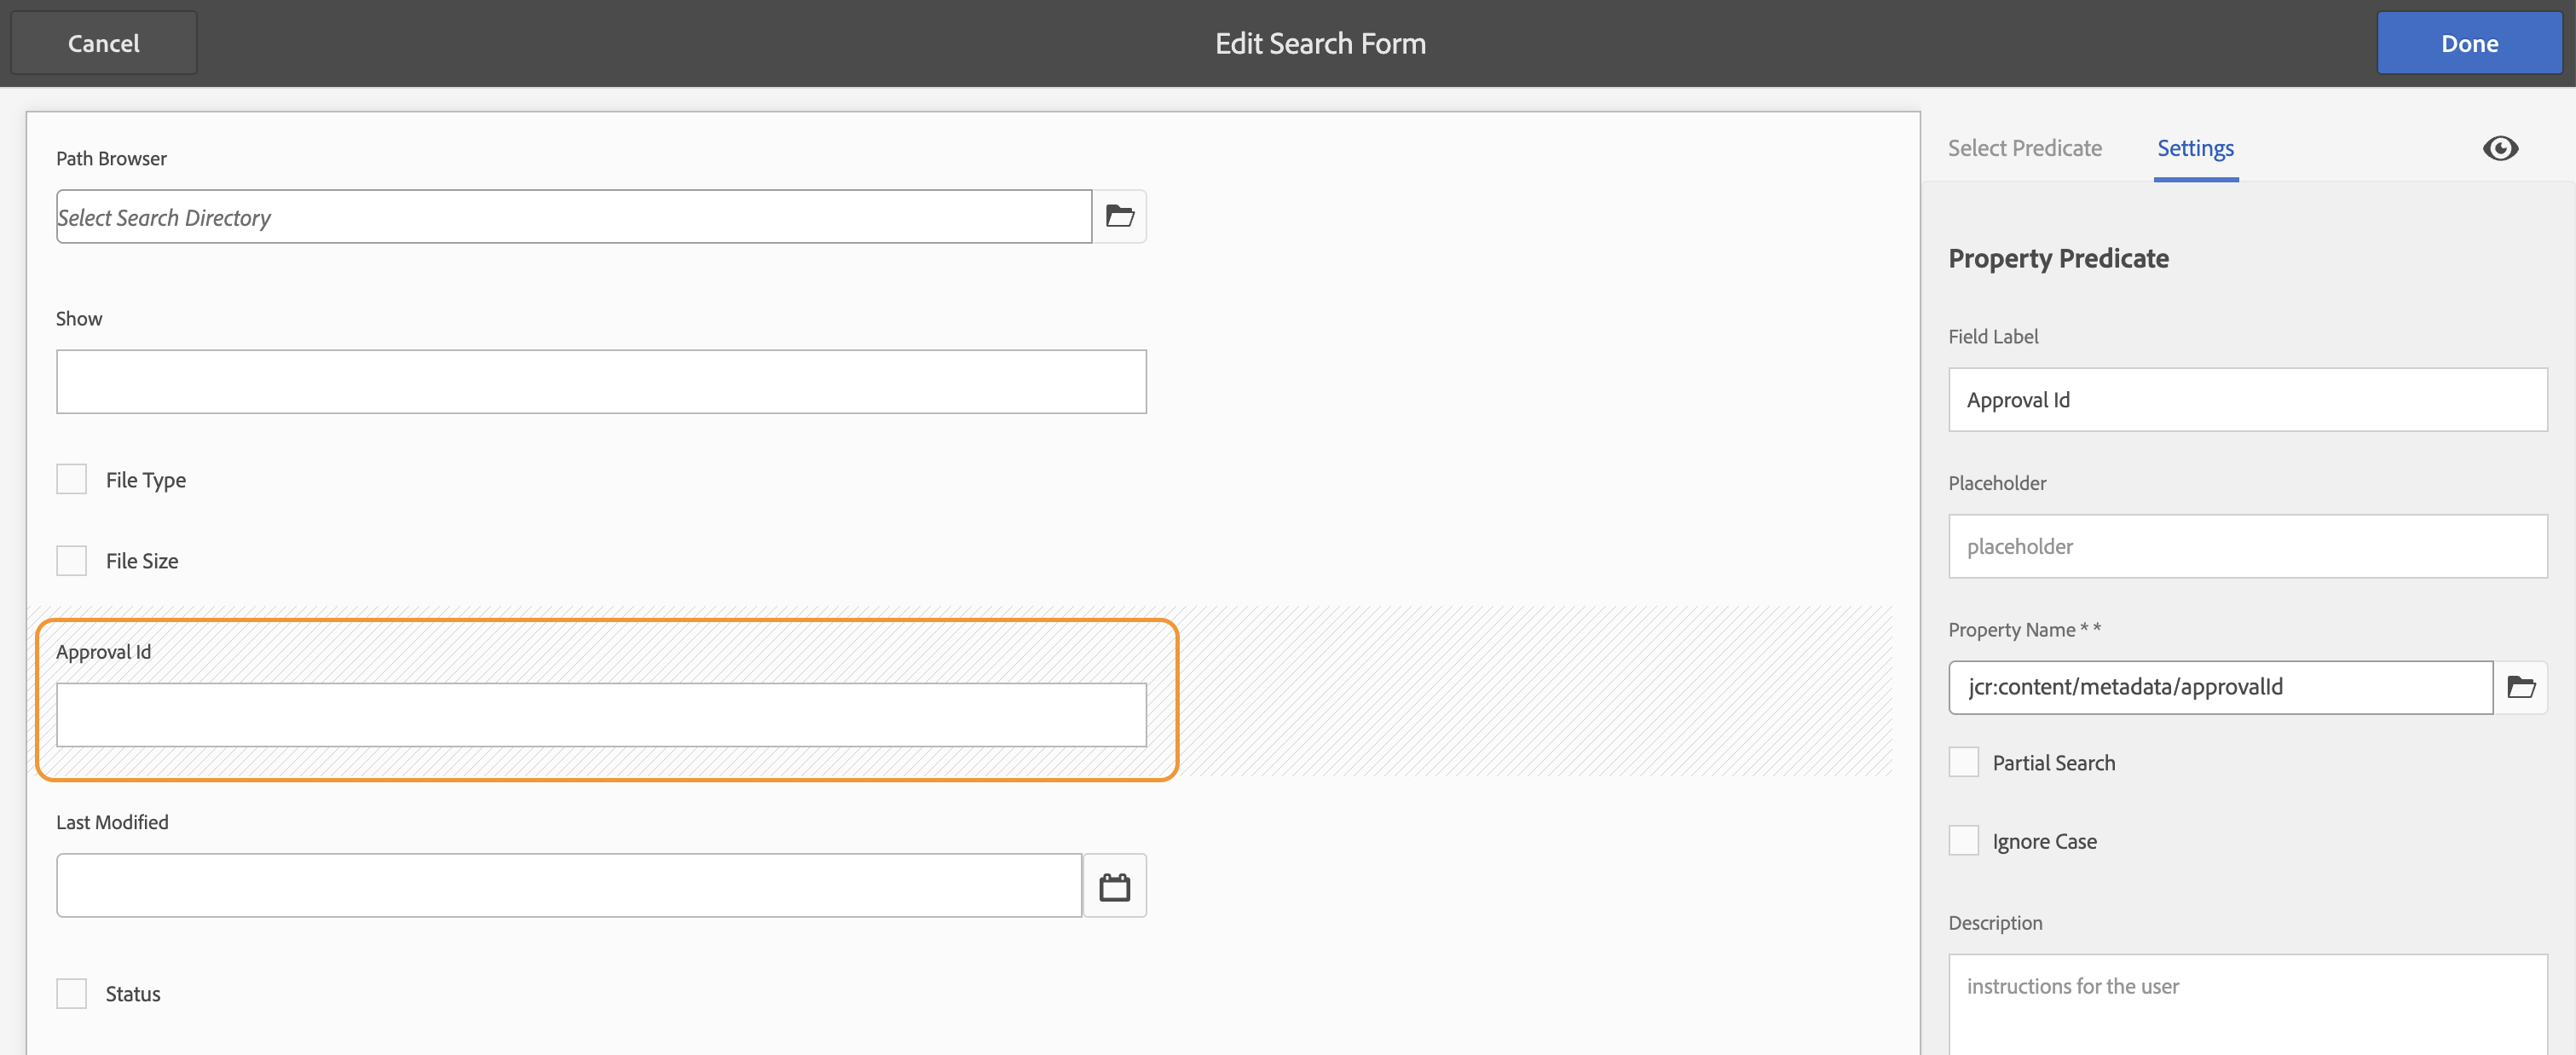 Cancel
Edit Search Form
Done
Path Browser
Select Search Directory
Show
File Type
File Size
Approval Id
Last Modified
Status
Select Predicate
Settings
Property Predicate
Field Label
Approval Id
Placeholder
placeholder
Property Name * *
jcr:content/metadata/approvalId
Partial Search
Ignore Case
Description
instructions for the user